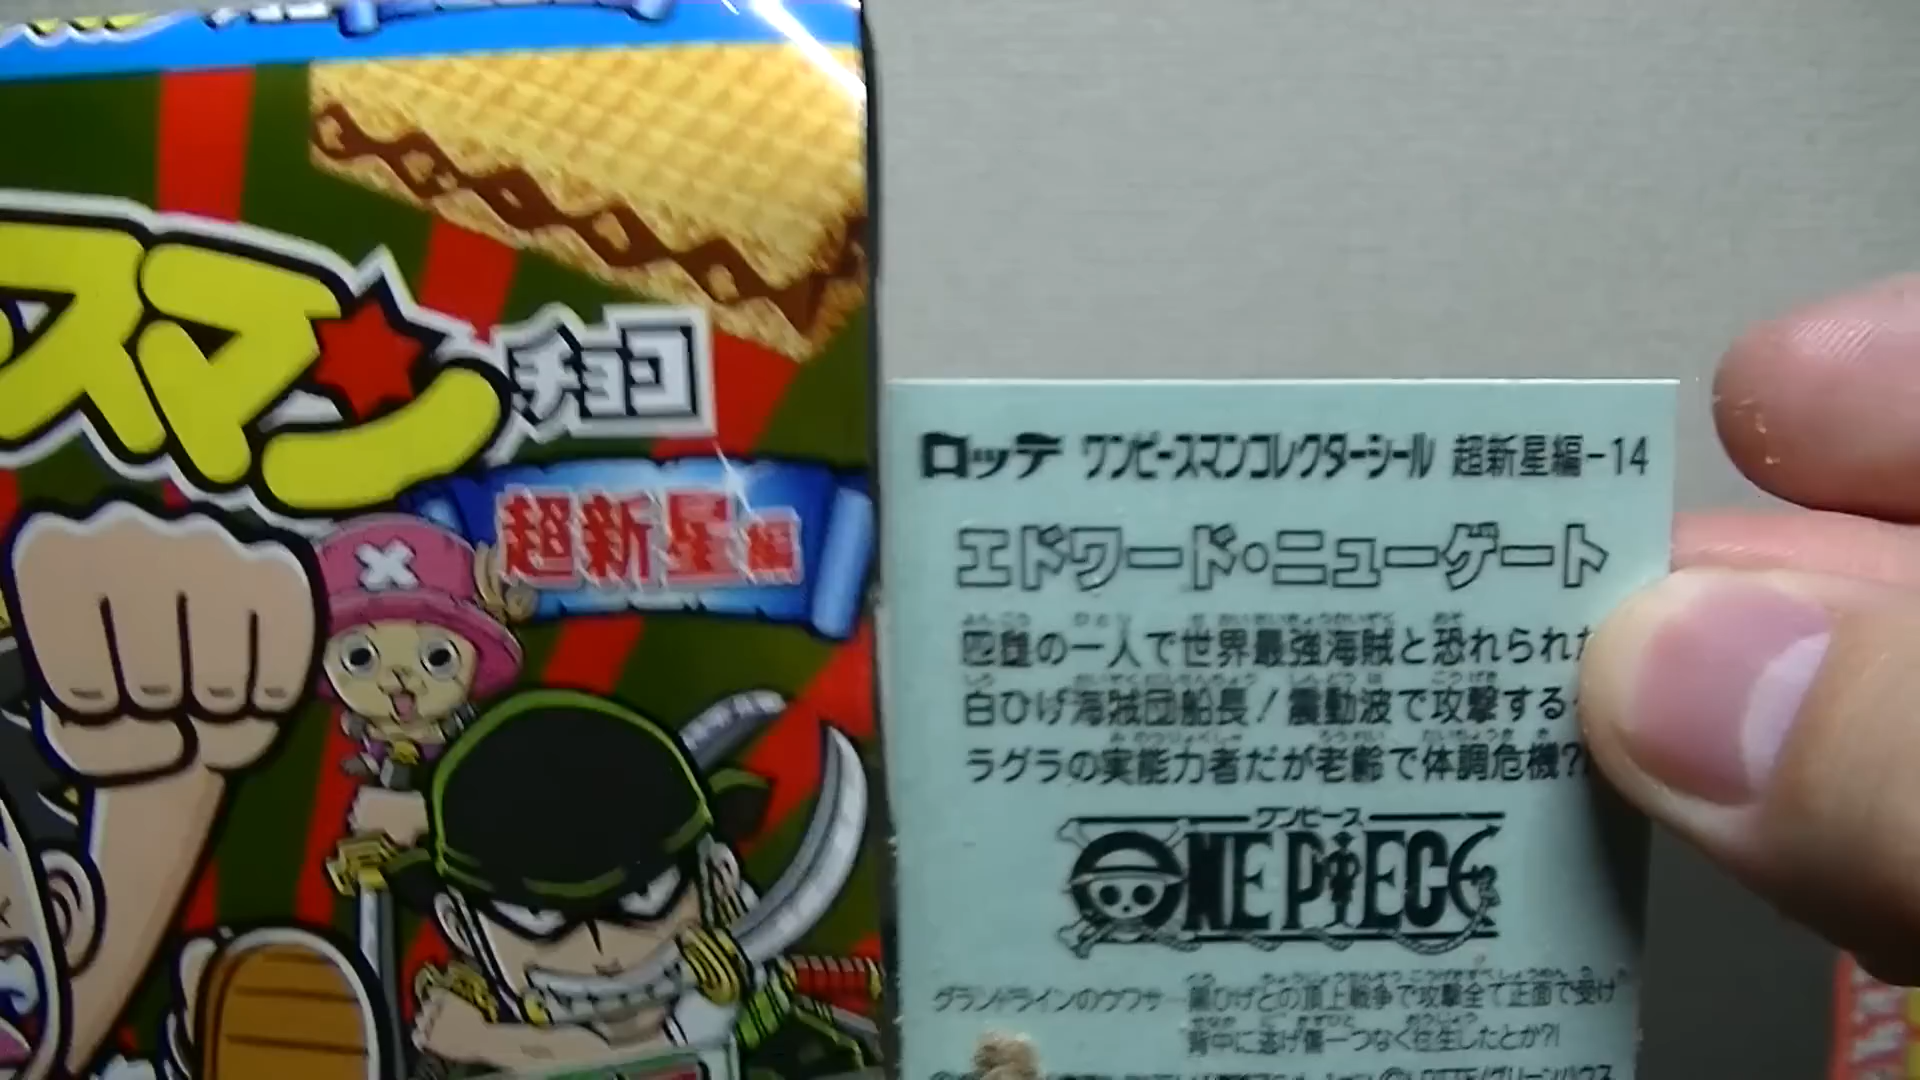 スマン
チョコ
超新星編
ロッテ ワンピースマンコレクターシール 超新星編-14
エドワード・ニューゲート
四皇の一人で世界最強海賊と恐れられた
白ひげ海賊団船長！震動波で攻撃する
ラグラの実能力者だが老齢で体調危機?
ワンピース
ONE PIECE
グランドラインのウワサ 黒ひげとの頂上戦争で攻撃全て正面で受け
背中に逃げ傷一つなく往生したとか?!